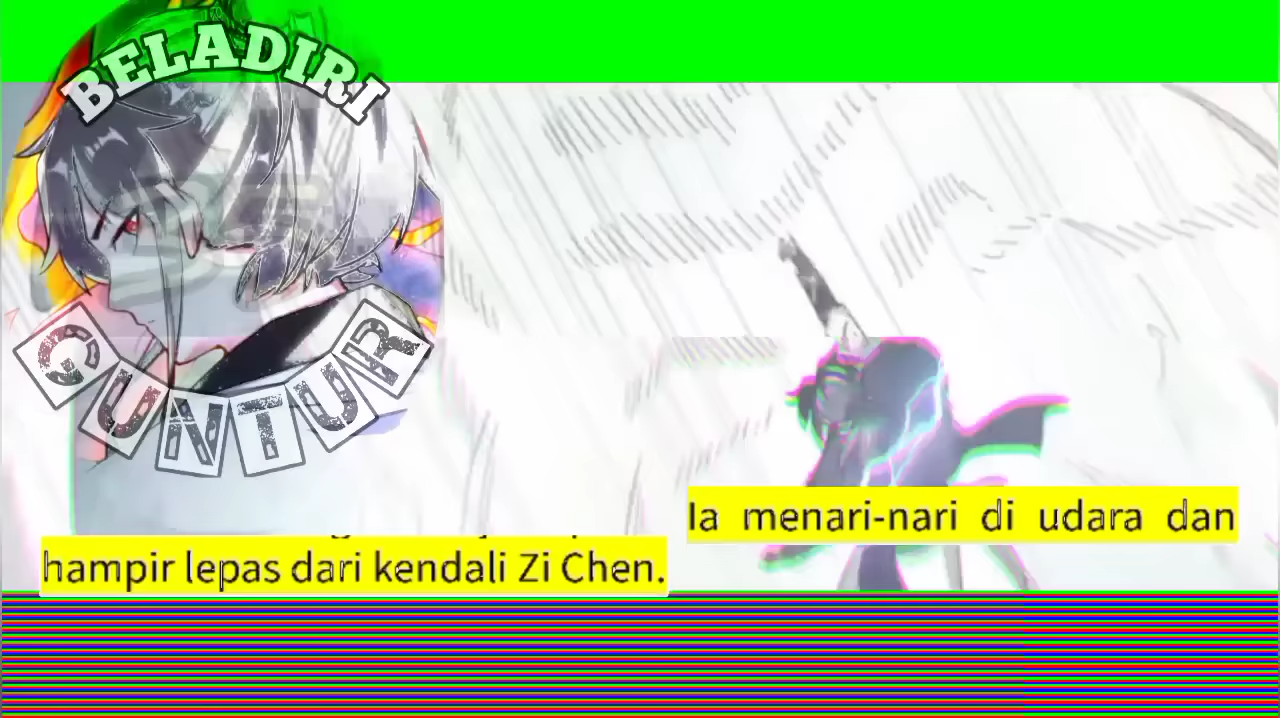 BELADIRI
GUNTUR
Ia menari-nari di udara dan
hampir lepas dari kendali Zi Chen.